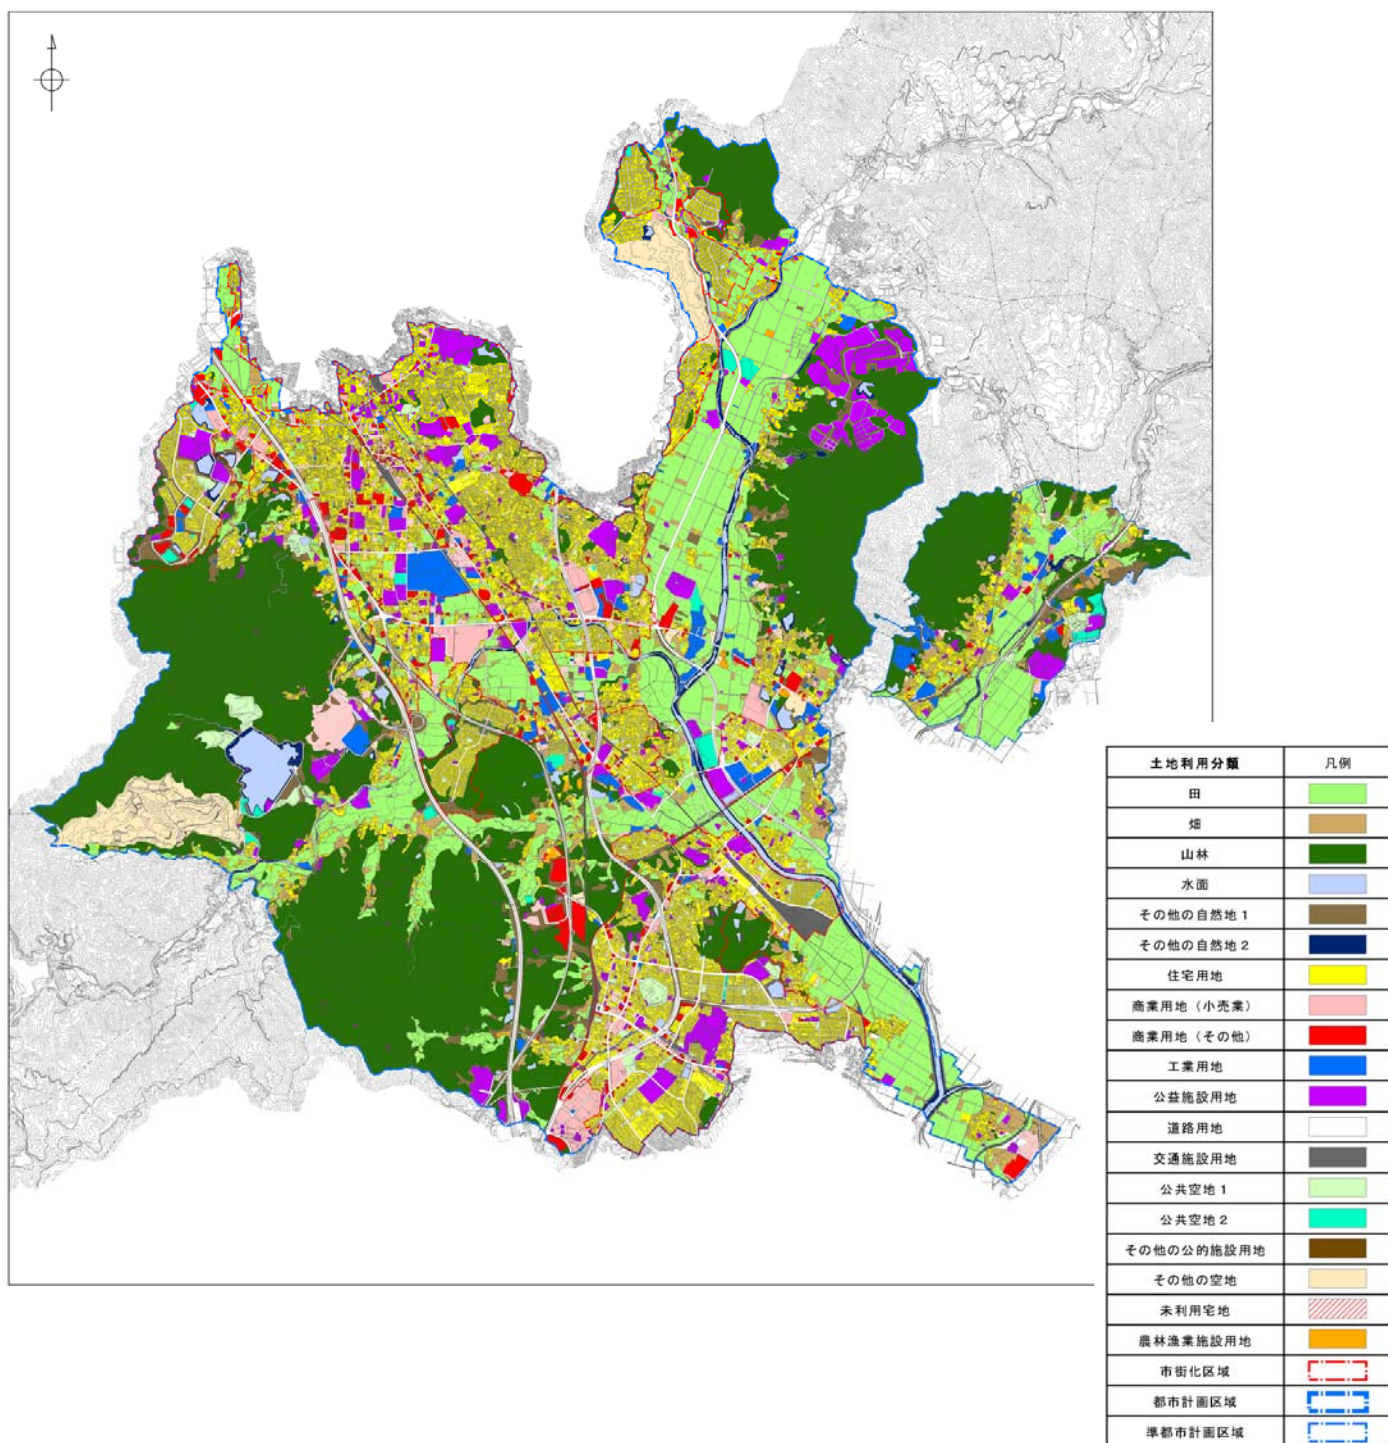 土地利用分類 凡例
田
畑
山林
水面
その他の自然地1
その他の自然地2
住宅用地
商業用地(小売業)
商業用地(その他)
工業用地
公益施設用地
道路用地
交通施設用地
公共空地1
公共空地2
その他の公的施設用地
その他の空地
未利用宅地
農林漁業施設用地
市街化区域
都市計画区域
準都市計画区域